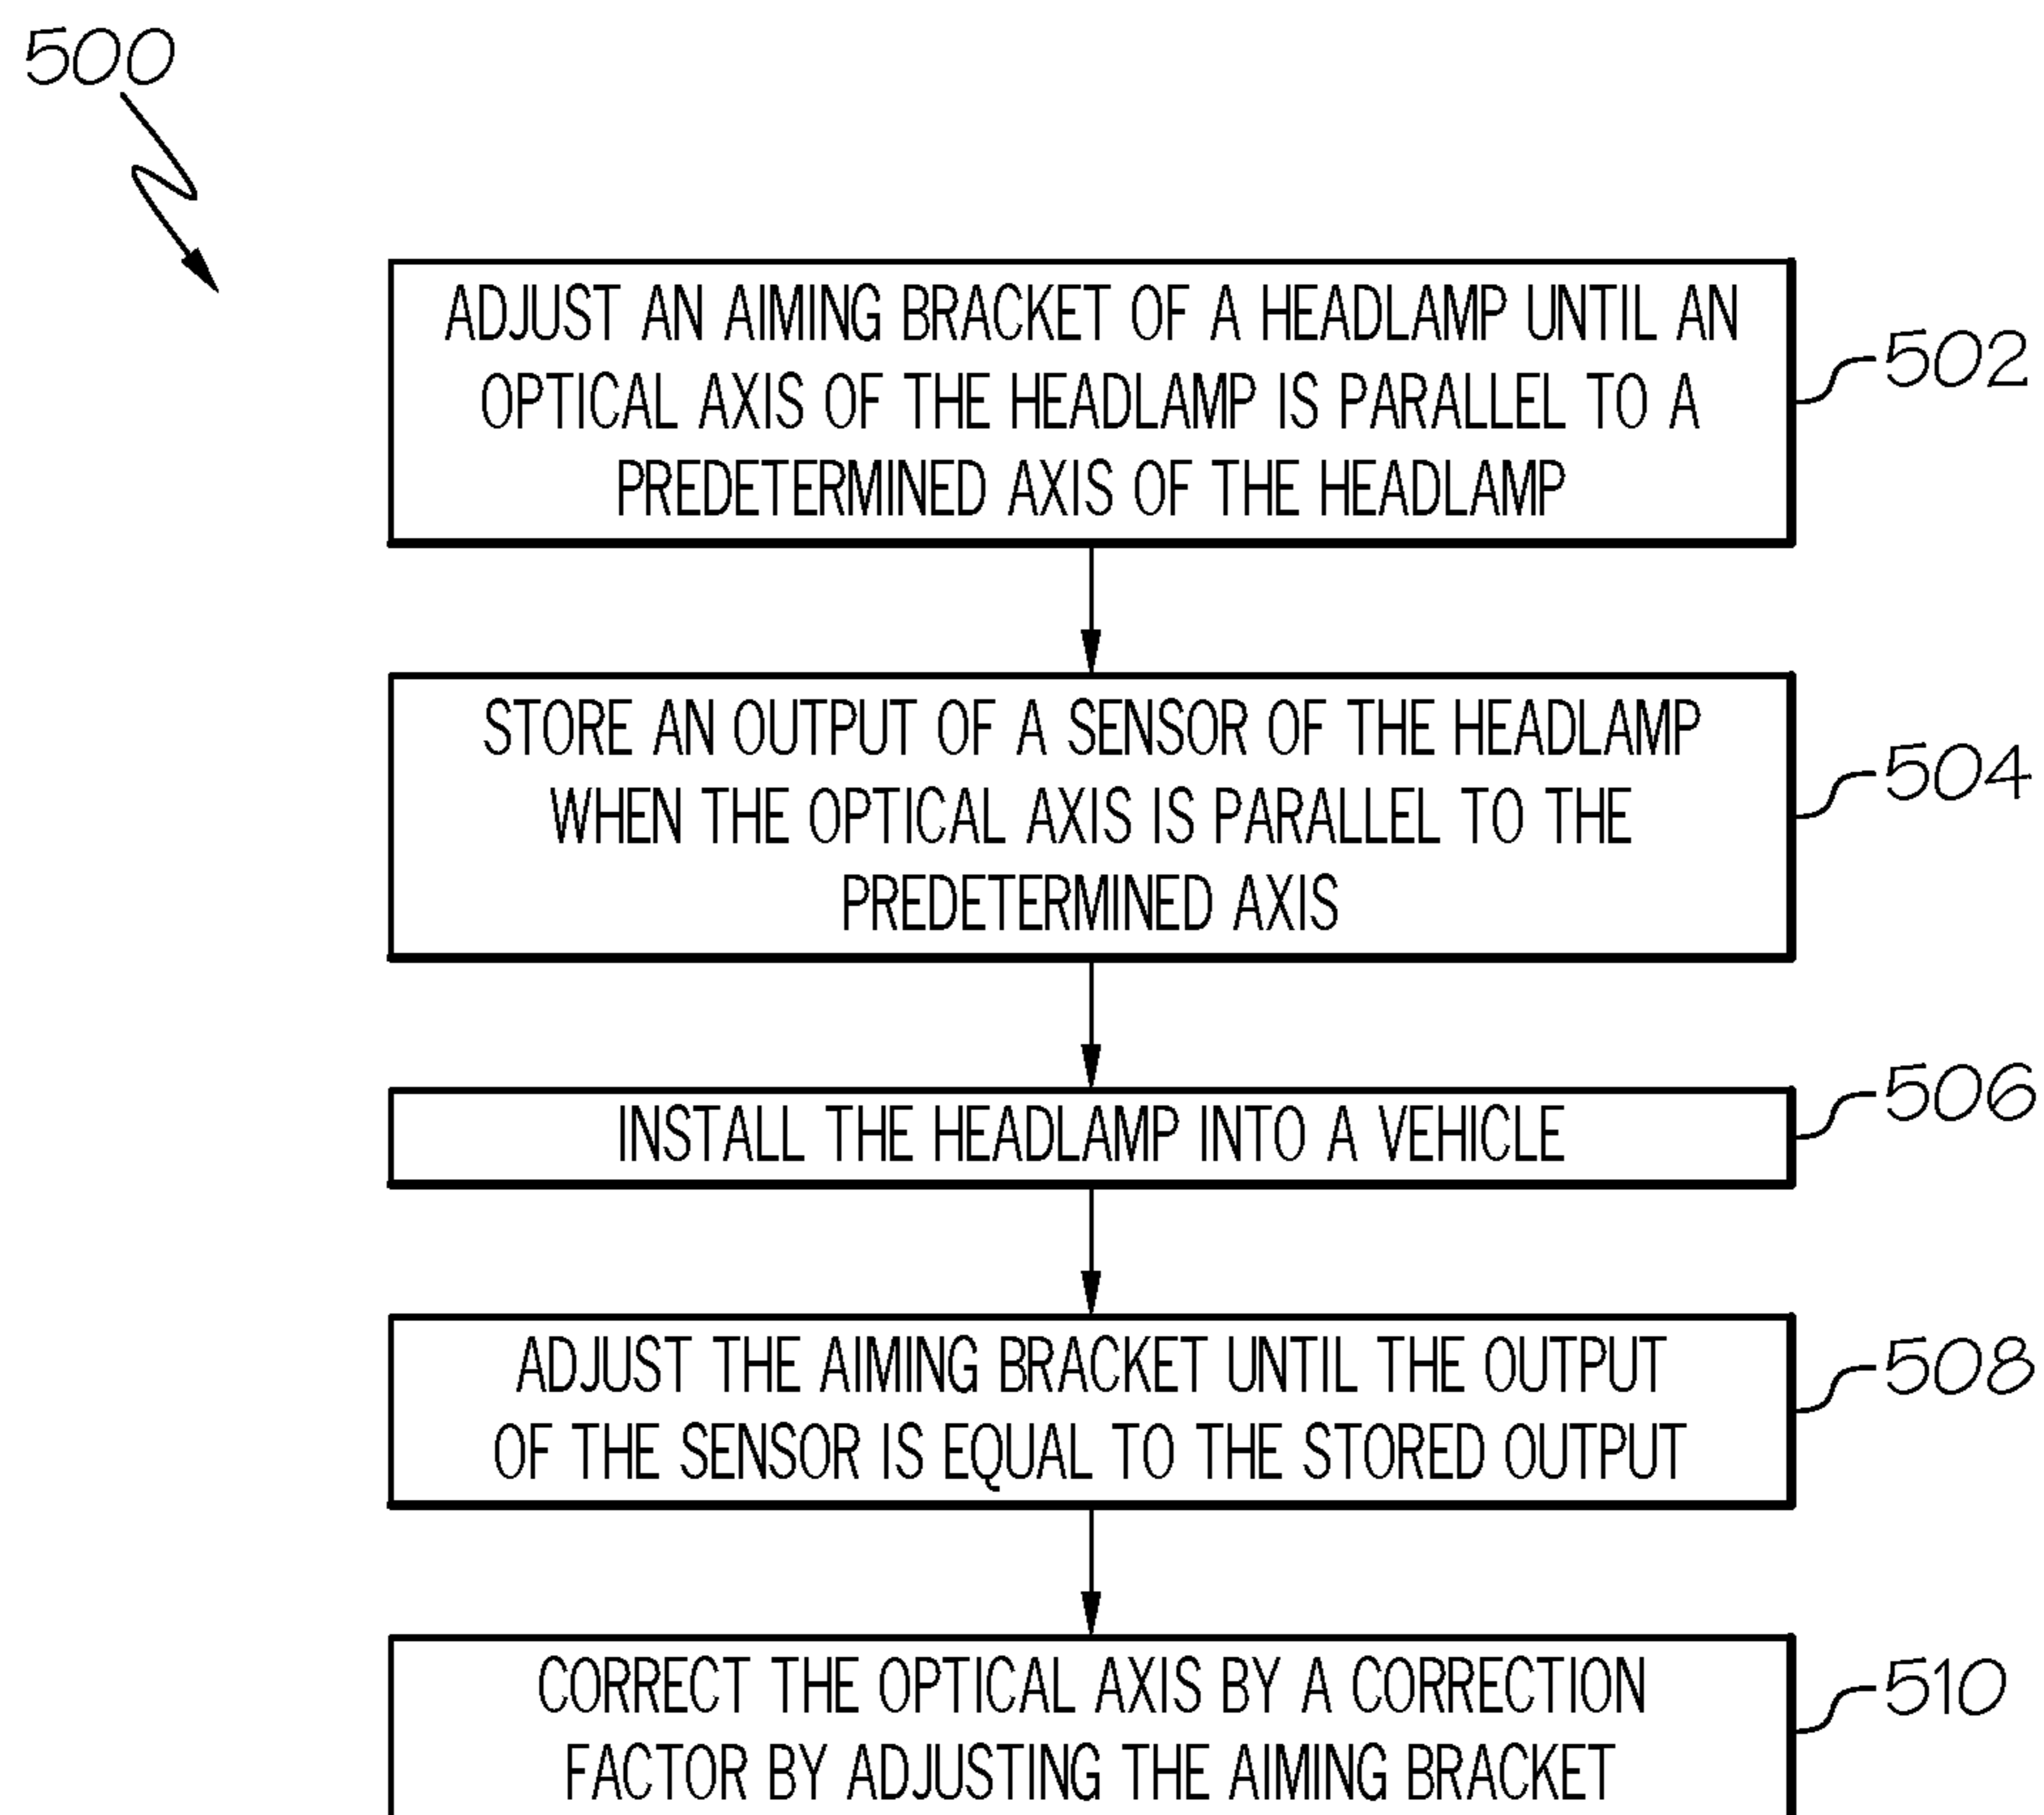 500
ADJUST AN AIMING BRACKET OF A HEADLAMP UNTIL AN
OPTICAL AXIS OF THE HEADLAMP IS PARALLEL TO A
PREDETERMINED AXIS OF THE HEADLAMP
502
STORE AN OUTPUT OF A SENSOR OF THE HEADLAMP
WHEN THE OPTICAL AXIS IS PARALLEL TO THE
PREDETERMINED AXIS
504
INSTALL THE HEADLAMP INTO A VEHICLE
506
ADJUST THE AIMING BRACKET UNTIL THE OUTPUT
OF THE SENSOR IS EQUAL TO THE STORED OUTPUT
508
CORRECT THE OPTICAL AXIS BY A CORRECTION
FACTOR BY ADJUSTING THE AIMING BRACKET
510